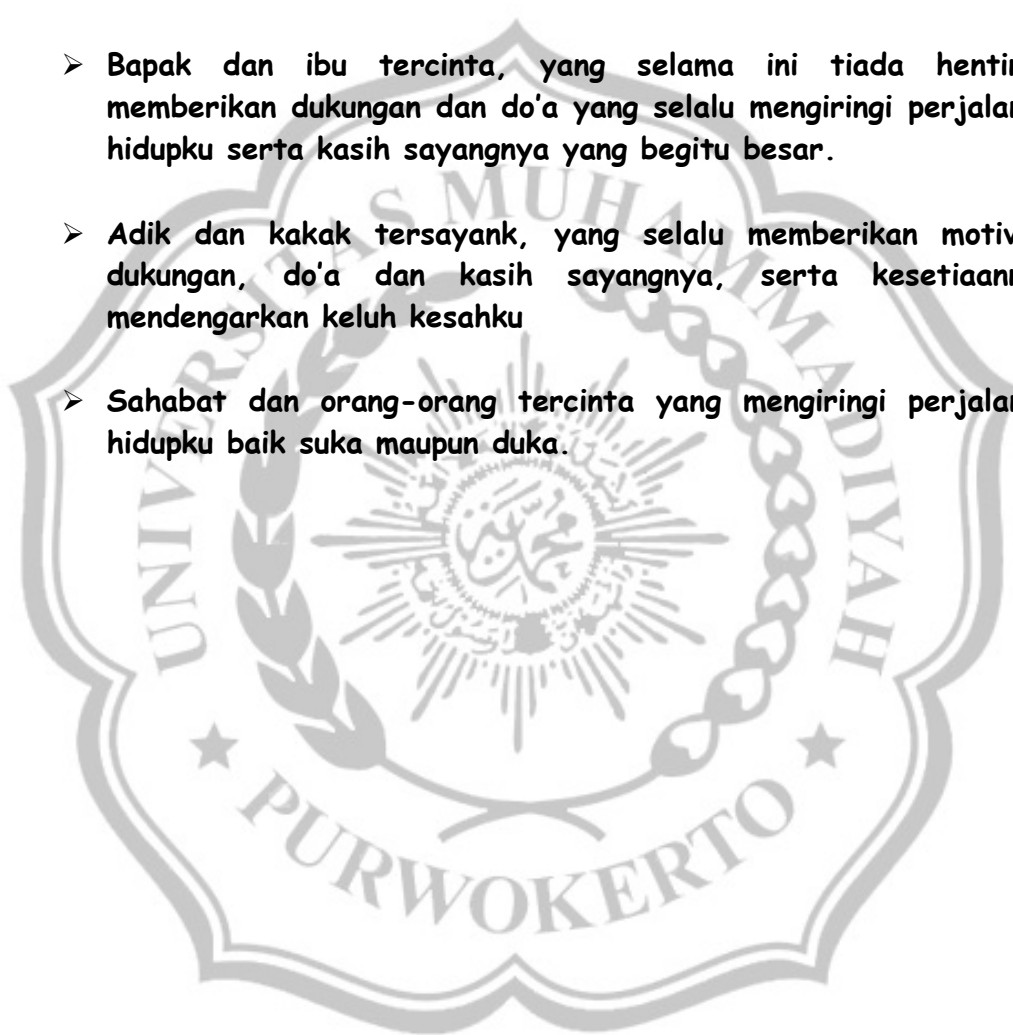 ➢ Bapak dan ibu tercinta, yang selama ini tiada hentin
memberikan dukungan dan do'a yang selalu mengiringi perjalan
hidupku serta kasih sayangnya yang begitu besar.
➢ Adik dan kakak tersayank, yang selalu memberikan motiv
dukungan, do'a dan kasih sayangnya, serta kesetiaann
mendengarkan keluh kesahku
➢ Sahabat dan orang-orang tercinta yang mengiringi perjalan
hidupku baik suka maupun duka.
UNIVERSITAS MUHAMMADIYAH
PURWOKERTO